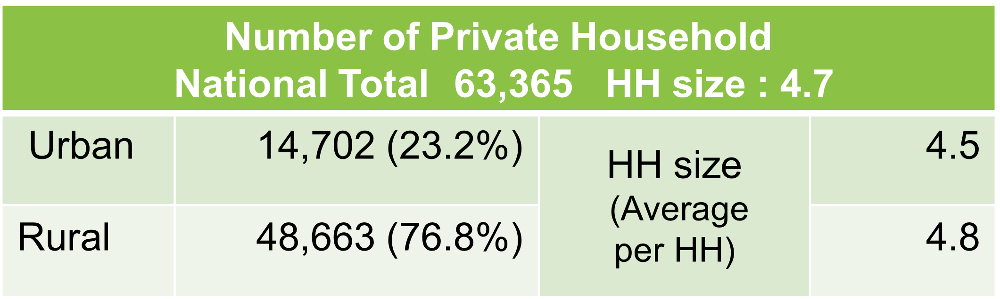 Number of Private Household
National Total 63,365 HH size : 4.7
Urban 14,702 (23.2%) HH size (Average per HH) 4.5
Rural 48,663 (76.8%) 4.8